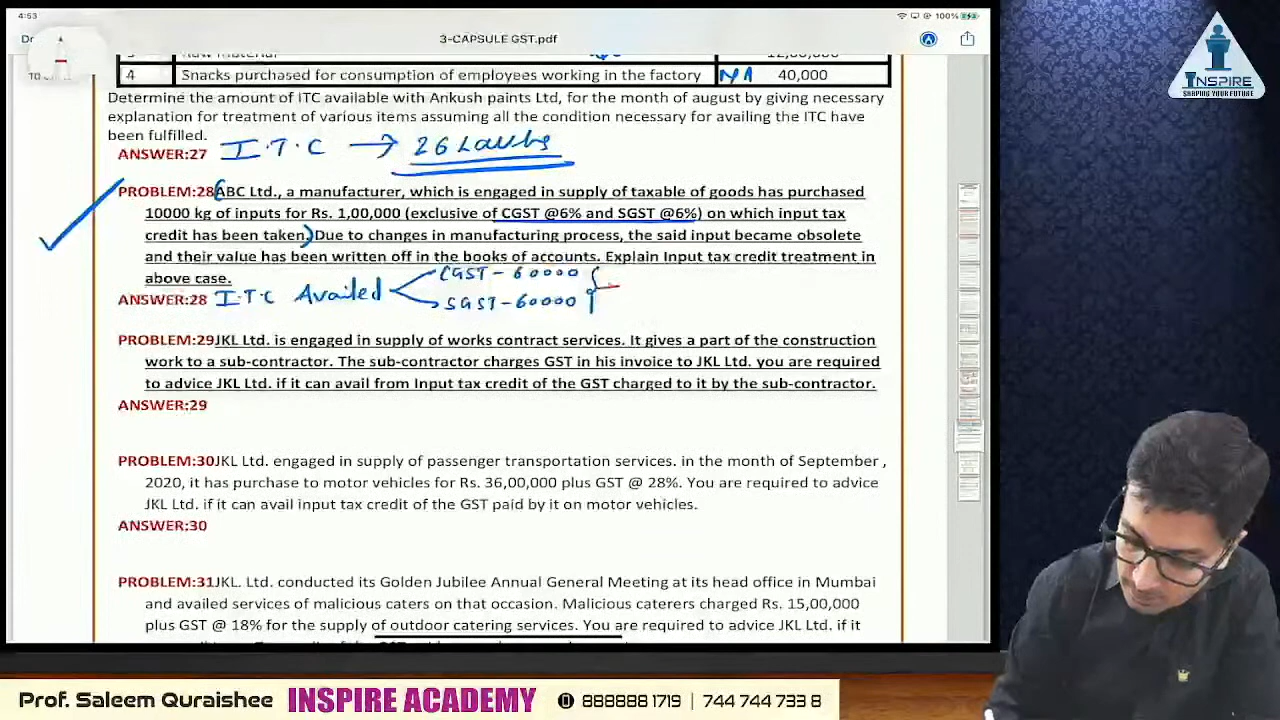 4:53
100%
3-CAPSULE GST.pdf
4 Snacks purchased for consumption of employees working in the factory NA 40,000
Determine the amount of ITC available with Ankush paints Ltd, for the month of august by giving necessary
explanation for treatment of various items assuming all the condition necessary for availing the ITC have
been fulfilled.
ANSWER:27 I.T.C → 26 Lakhs
PROBLEM:28 ABC Ltd., a manufacturer, which is engaged in supply of taxable of goods has purchased
10000 kg of inputs for Rs. 1,00,000 (exclusive of CGST @6% and SGST @6%) on which input tax
credit has been taken. Due to changes in manufacturing process, the said input became obsolete
and their value has been written off in the books of accounts. Explain Input tax credit treatment in
above case.
ANSWER:28 I.T.C Availed CGST-60000
SGST-60000
PROBLEM:29JKL Ltd. is engaged in supply of works contract services. It gives a part of the construction
work to a sub-contractor. The sub-contractor charges GST in his invoice to JKL Ltd. you are required
to advice JKL Ltd. if it can avail from Input tax credit of the GST charged to it by the sub-contractor.
ANSWER:29
PROBLEM:30JKL Ltd. engaged in supply of passenger transportation services. in the month of September ,
2020, it has purchase to motor vehicles for Rs. 36,00,000 plus GST @ 28%. You are required to advice
JKL Ltd. if it can avail input tax credit of the GST paid by it on motor vehicles.
ANSWER:30
PROBLEM:31JKL. Ltd. conducted its Golden Jubilee Annual General Meeting at its head office in Mumbai
and availed services of malicious caters on that occasion. Malicious caterers charged Rs. 15,00,000
plus GST @ 18% for the supply of outdoor catering services. You are required to advice JKL Ltd. if it
INSPIRE
SHAPING YOUR FUTURE
Prof. Saleem Quraishee INSPIRE ACADEMY 888888 1719 | 744 744 733 8